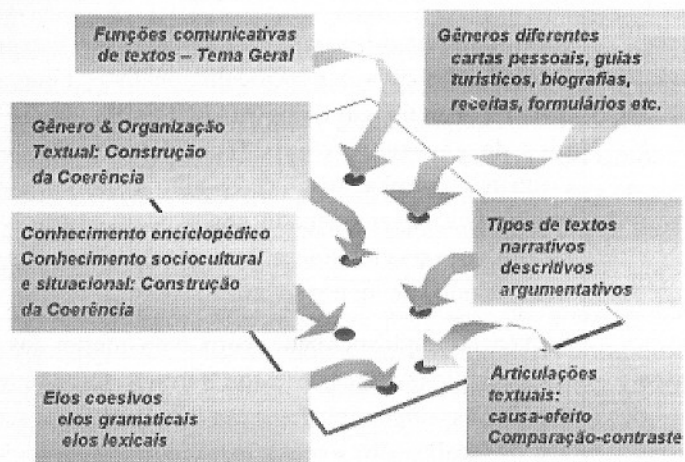 Funções comunicativas
de textos – Tema Geral
Gêneros diferentes
cartas pessoais, guias
turísticos, biografias,
receitas, formulários etc.
Gênero & Organização
Textual: Construção
da Coerência
Conhecimento enciclopédico
Conhecimento sociocultural
e situacional: Construção
da Coerência
Tipos de textos
narrativos
descritivos
argumentativos
Elos coesivos
elos gramaticais
elos lexicais
Articulações
textuais:
causa-efeito
Comparação-contraste